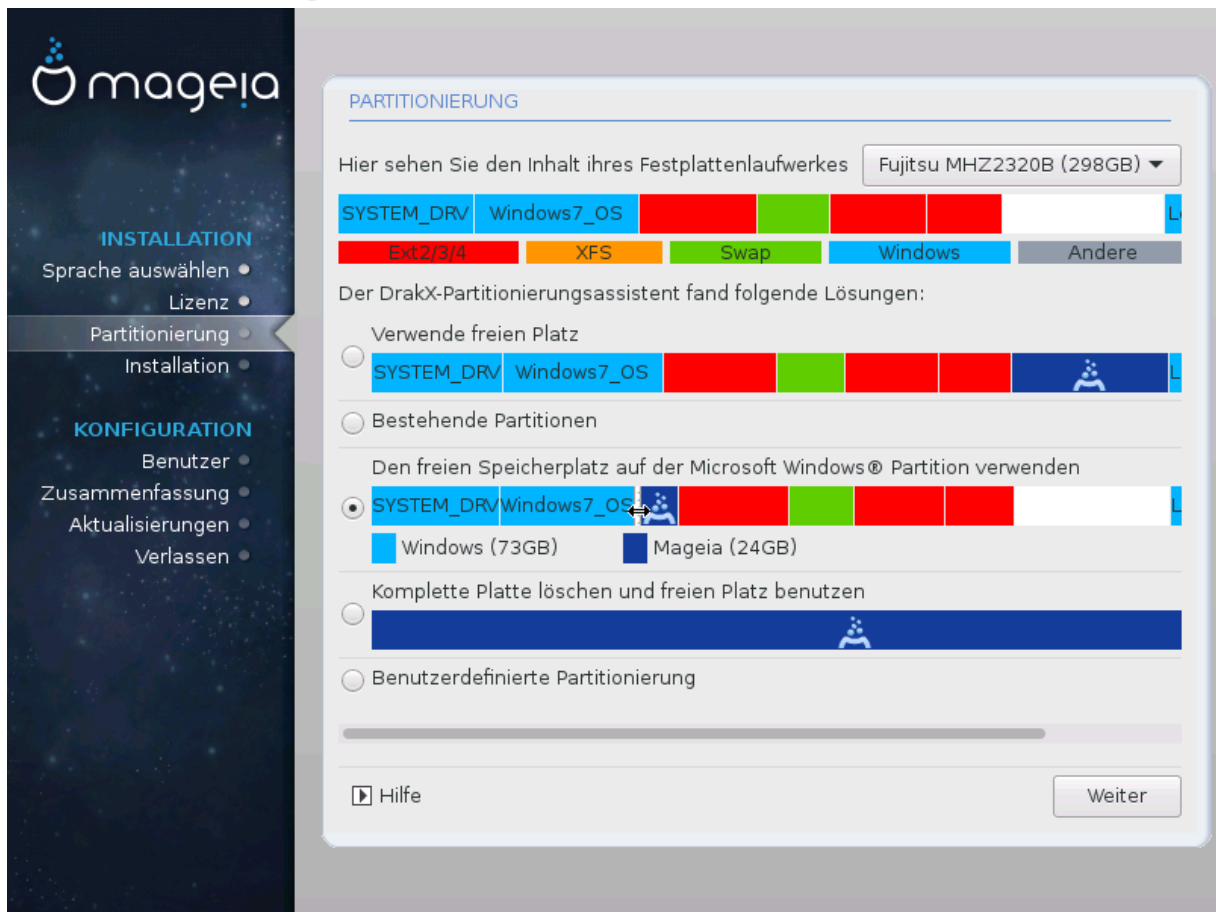 mageia
INSTALLATION
Sprache auswählen
Lizenz
Partitionierung
Installation
KONFIGURATION
Benutzer
Zusammenfassung
Aktualisierungen
Verlassen
PARTITIONIERUNG
Hier sehen Sie den Inhalt ihres Festplattenlaufwerkes Fujitsu MHZ2320B (298GB)
SYSTEM_DRV Windows7_OS
Ext2/3/4 XFS Swap Windows Andere
Der DrakX-Partitionierungsassistent fand folgende Lösungen:
Verwende freien Platz
SYSTEM_DRV Windows7_OS L
Bestehende Partitionen
Den freien Speicherplatz auf der Microsoft Windows® Partition verwenden
SYSTEM_DRV Windows7_OS L
Windows (73GB) Mageia (24GB)
Komplette Platte löschen und freien Platz benutzen
Benutzerdefinierte Partitionierung
Hilfe
Weiter